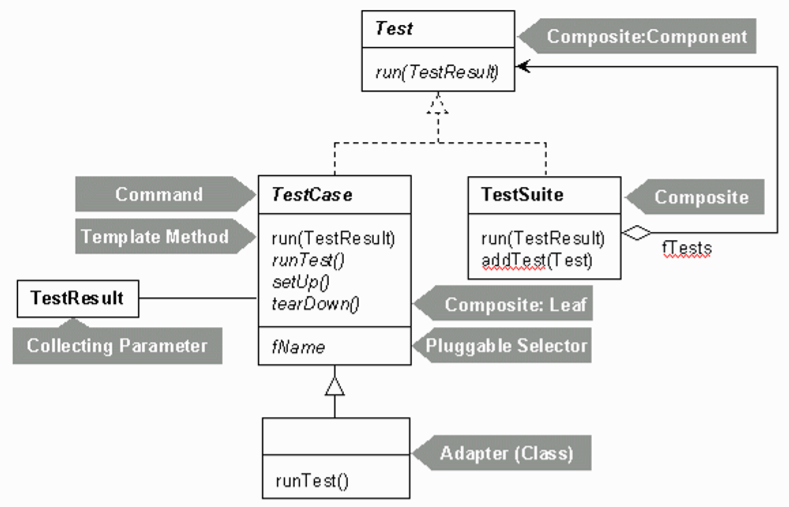 Test
Composite:Component
run(TestResult)
Command
TestCase
TestSuite
Composite
Template Method
run(TestResult)
runTest()
setUp()
tearDown()
run(TestResult)
addTest(Test)
fTests
TestResult
Composite: Leaf
Collecting Parameter
fName
Pluggable Selector
Adapter (Class)
runTest()